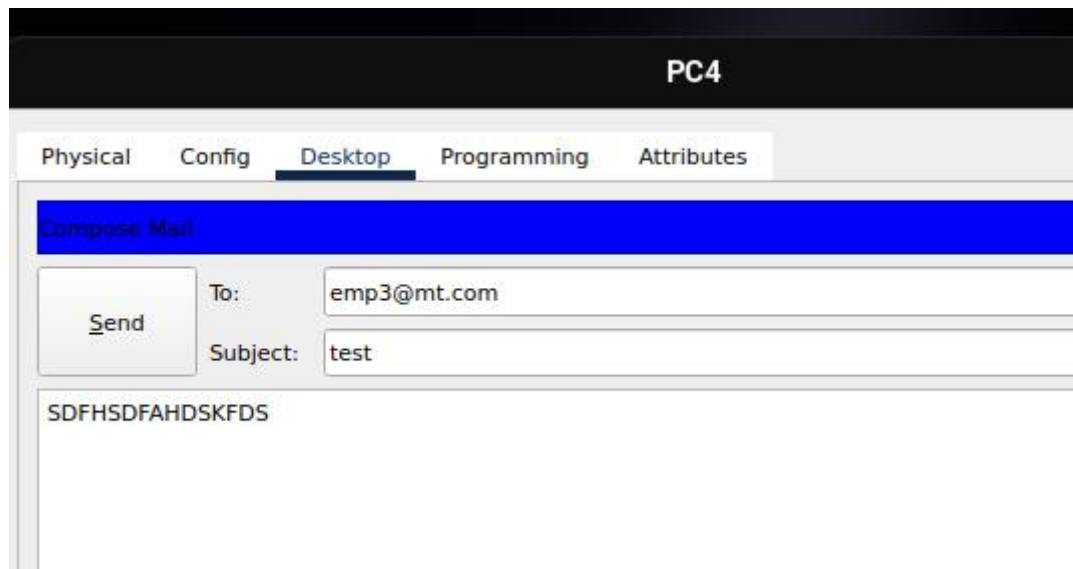 PC4
Physical Config Desktop Programming Attributes
Compose Mail
Send
To: emp3@mt.com
Subject: test
SDFHSDFAHDSKFDS